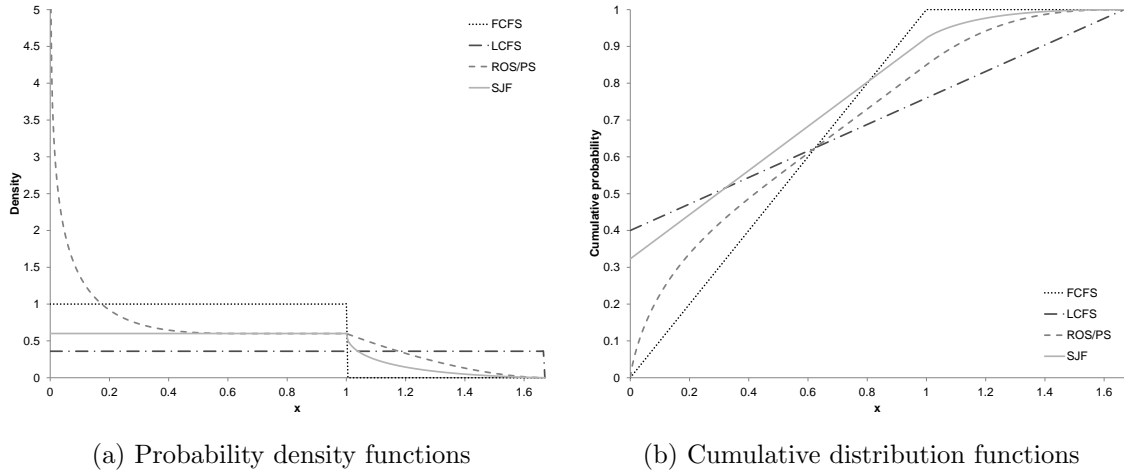 5
4.5
4
3.5
3
2.5
2
1.5
1
0.5
0
Density
0 0.2 0.4 0.6 0.8 1 1.2 1.4 1.6
x
FCFS
LCFS
ROS/PS
SJF
(a) Probability density functions
1
0.9
0.8
0.7
0.6
0.5
0.4
0.3
0.2
0.1
0
Cumulative probability
0 0.2 0.4 0.6 0.8 1 1.2 1.4 1.6
x
FCFS
LCFS
ROS/PS
SJF
(b) Cumulative distribution functions